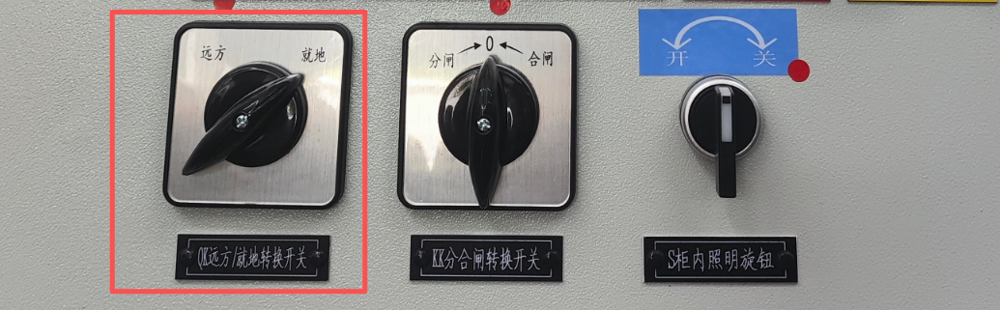 远方 就地
分闸 0 合闸
开 关
QK远方/就地转换开关
KK分合闸转换开关
S柜内照明旋钮